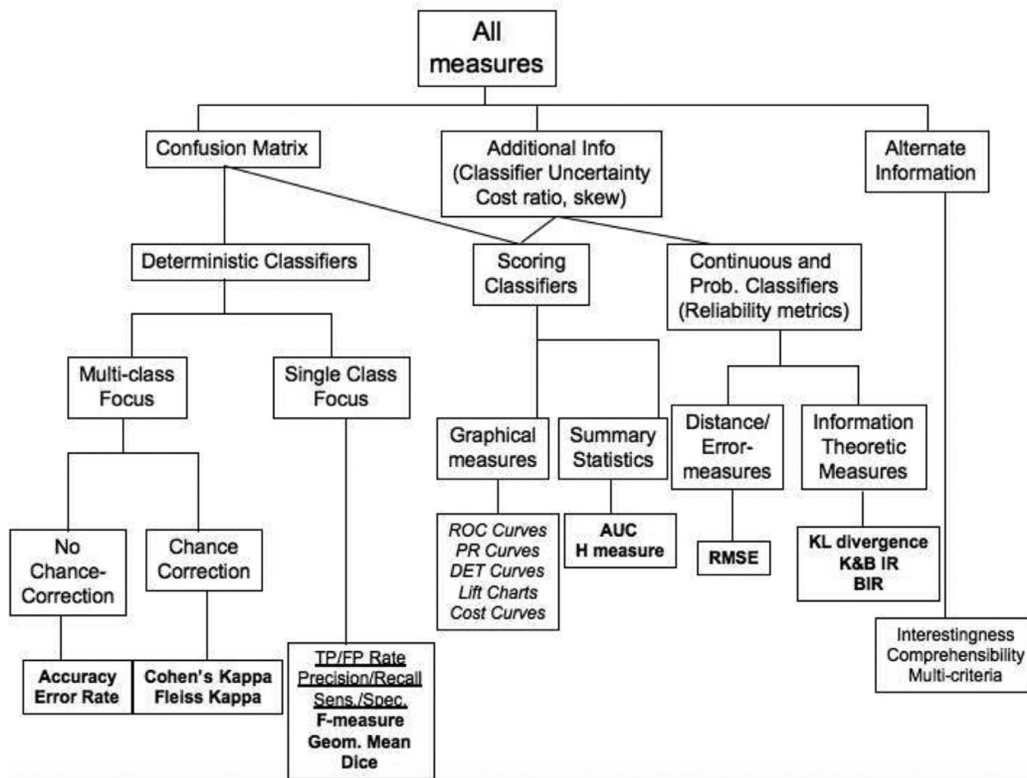 All
measures
Confusion Matrix
Additional Info
(Classifier Uncertainty
Cost ratio, skew)
Alternate
Information
Deterministic Classifiers
Scoring
Classifiers
Continuous and
Prob. Classifiers
(Reliability metrics)
Multi-class
Focus
Single Class
Focus
Graphical
measures
Summary
Statistics
Distance/
Error-
measures
Information
Theoretic
Measures
No
Chance-
Correction
Chance
Correction
ROC Curves
PR Curves
DET Curves
Lift Charts
Cost Curves
AUC
H measure
RMSE
KL divergence
K&B IR
BIR
Interestingness
Comprehensibility
Multi-criteria
Accuracy
Error Rate
Cohen's Kappa
Fleiss Kappa
TP/FP Rate
Precision/Recall
Sens./Spec.
F-measure
Geom. Mean
Dice